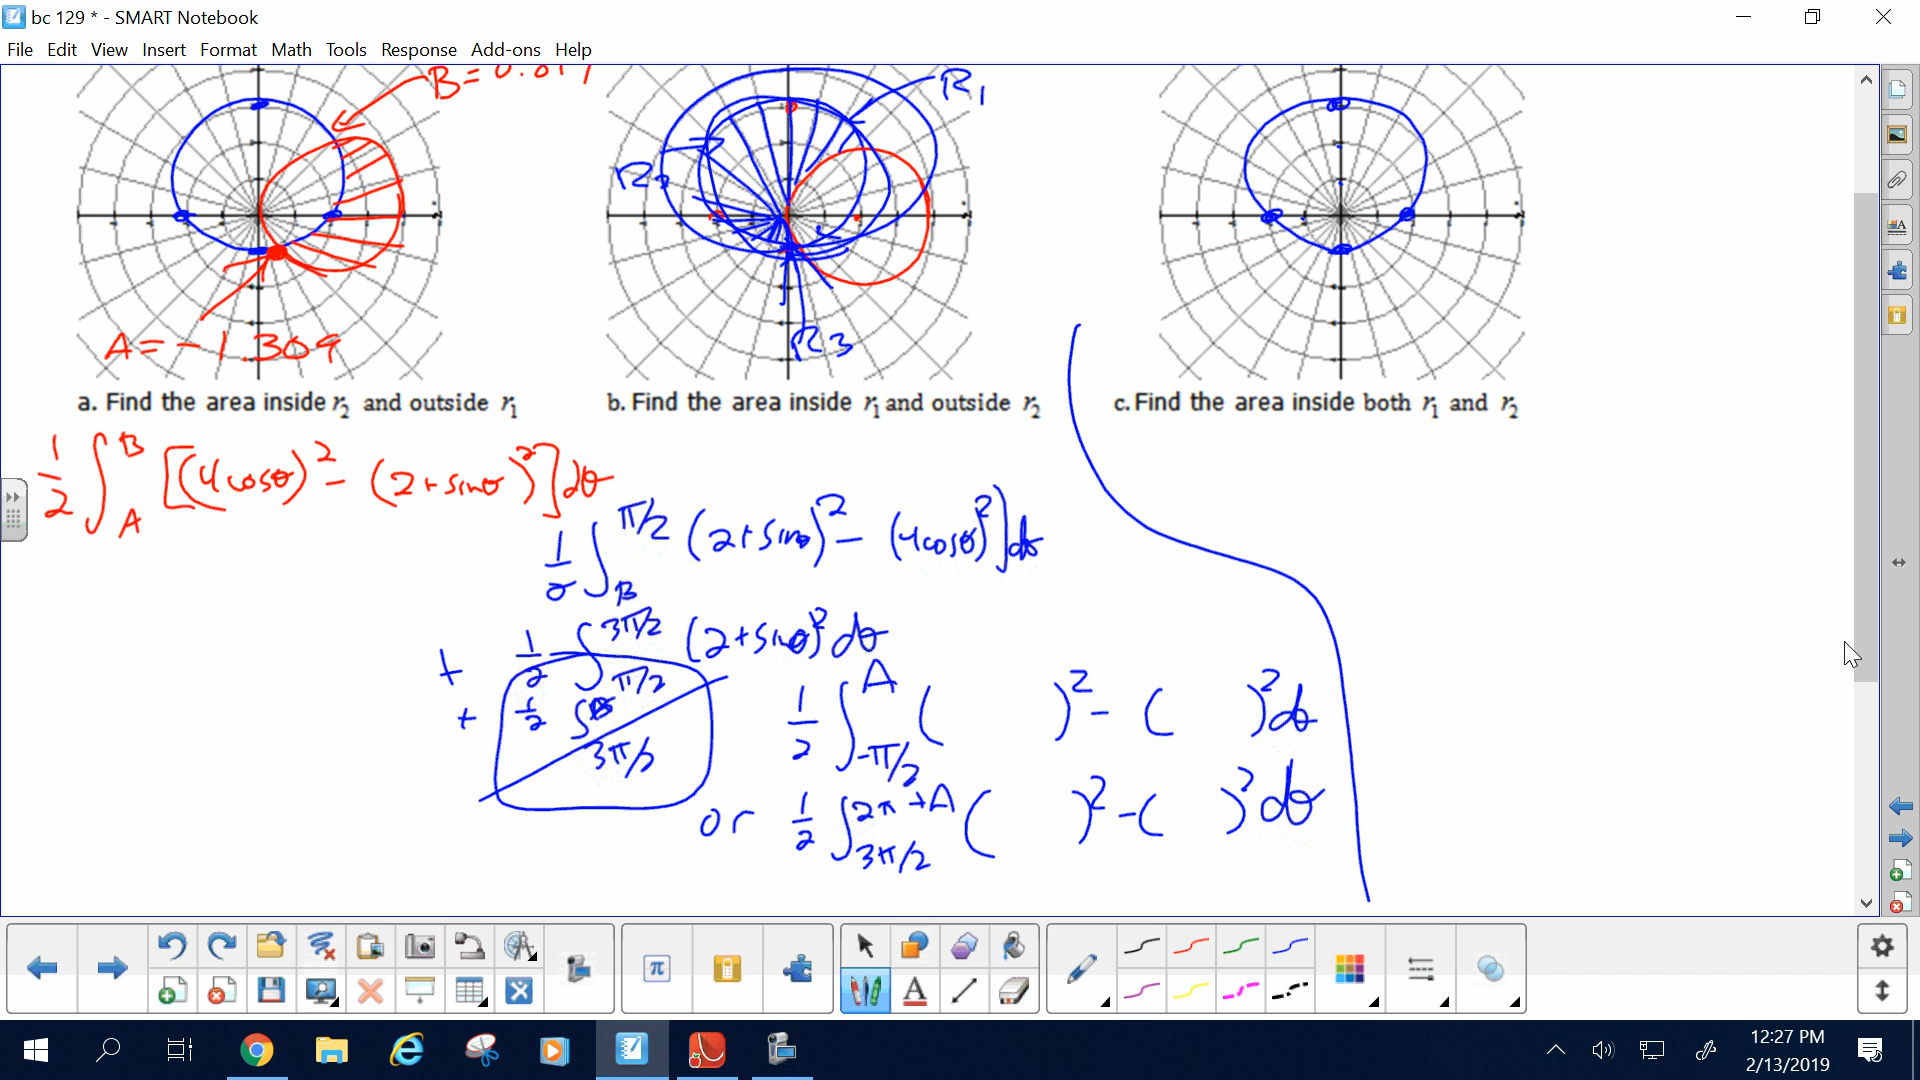 bc 129 * - SMART Notebook
File Edit View Insert Format Math Tools Response Add-ons Help
R1
R3
A = -1.309
a. Find the area inside r₂ and outside r₁
b. Find the area inside r₁ and outside r₂
c. Find the area inside both r₁ and r₂
1/2 ∫_A^B [(4cosθ)² - (2+sinθ)²] dθ
1/2 ∫_B^π/2 (2+sinθ)² - (4cosθ)²] dθ
+ 1/2 ∫_π/2^3π/2 (2+sinθ)² dθ
+ 1/2 ∫ 3π/2
1/2 ∫_-π/2^A ( )² - ( )² dθ
or 1/2 ∫_3π/2^2π+A ( )² - ( )² dθ
12:27 PM
2/13/2019